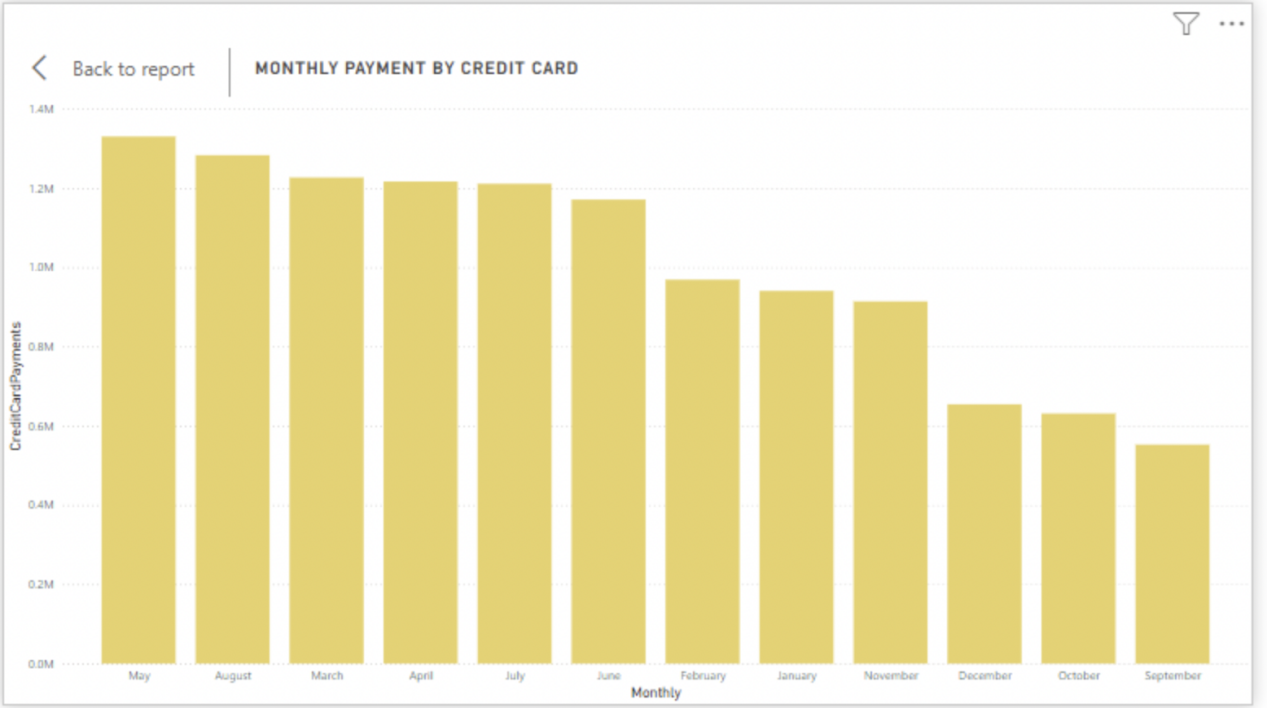 Back to report
MONTHLY PAYMENT BY CREDIT CARD
1.4M
1.2M
1.0M
0.8M
0.6M
0.4M
0.2M
0.0M
CreditCardPayments
May August March April July June February January November December October September
Monthly